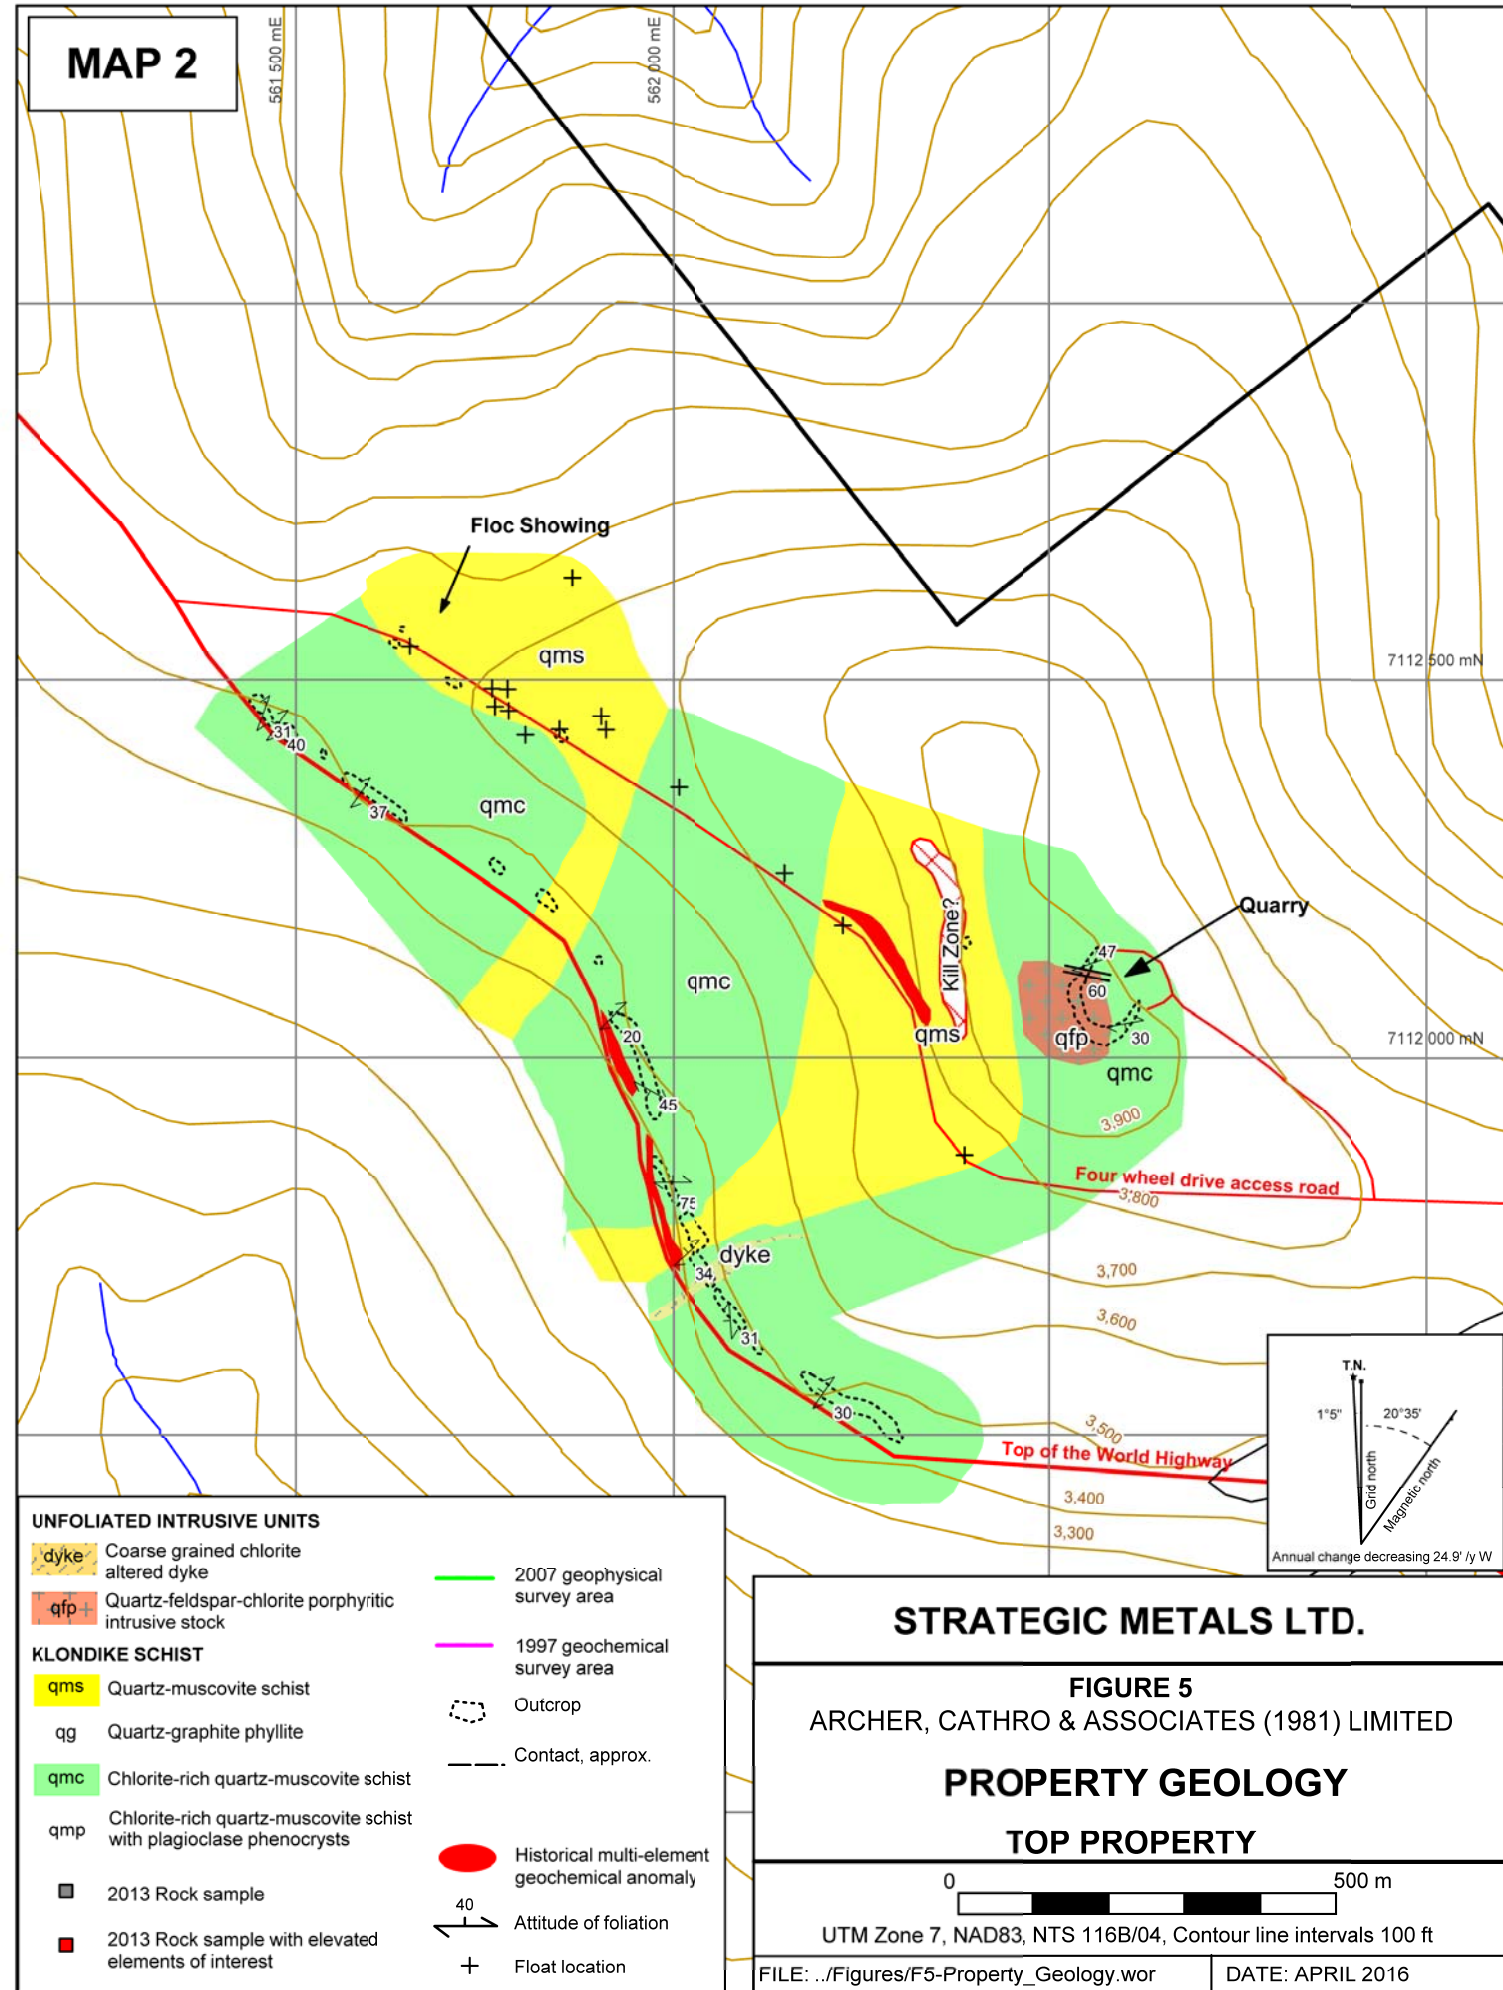 MAP 2
561 500 mE
562 000 mE
Floc Showing
qms
7112 500 mN
31
40
37
qmc
Kill Zone?
Quarry
47
60
qmc
20
qms
qfp
30
7112 000 mN
qmc
45
3,900
Four wheel drive access road
3,800
75
dyke
34
3,700
31
3,600
30
3,500
Top of the World Highway
3,400
3,300
T.N.
1°5"
20°35'
Grid north
Magnetic north
Annual change decreasing 24.9' /y W
UNFOLIATED INTRUSIVE UNITS
dyke
Coarse grained chlorite
altered dyke
qfp
Quartz-feldspar-chlorite porphyritic
intrusive stock
KLONDIKE SCHIST
qms
Quartz-muscovite schist
qg
Quartz-graphite phyllite
qmc
Chlorite-rich quartz-muscovite schist
qmp
Chlorite-rich quartz-muscovite schist
with plagioclase phenocrysts
2013 Rock sample
2013 Rock sample with elevated
elements of interest
2007 geophysical
survey area
1997 geochemical
survey area
Outcrop
Contact, approx.
Historical multi-element
geochemical anomaly
40
Attitude of foliation
Float location
STRATEGIC METALS LTD.
FIGURE 5
ARCHER, CATHRO & ASSOCIATES (1981) LIMITED
PROPERTY GEOLOGY
TOP PROPERTY
0
500 m
UTM Zone 7, NAD83, NTS 116B/04, Contour line intervals 100 ft
FILE: ../Figures/F5-Property_Geology.wor
DATE: APRIL 2016